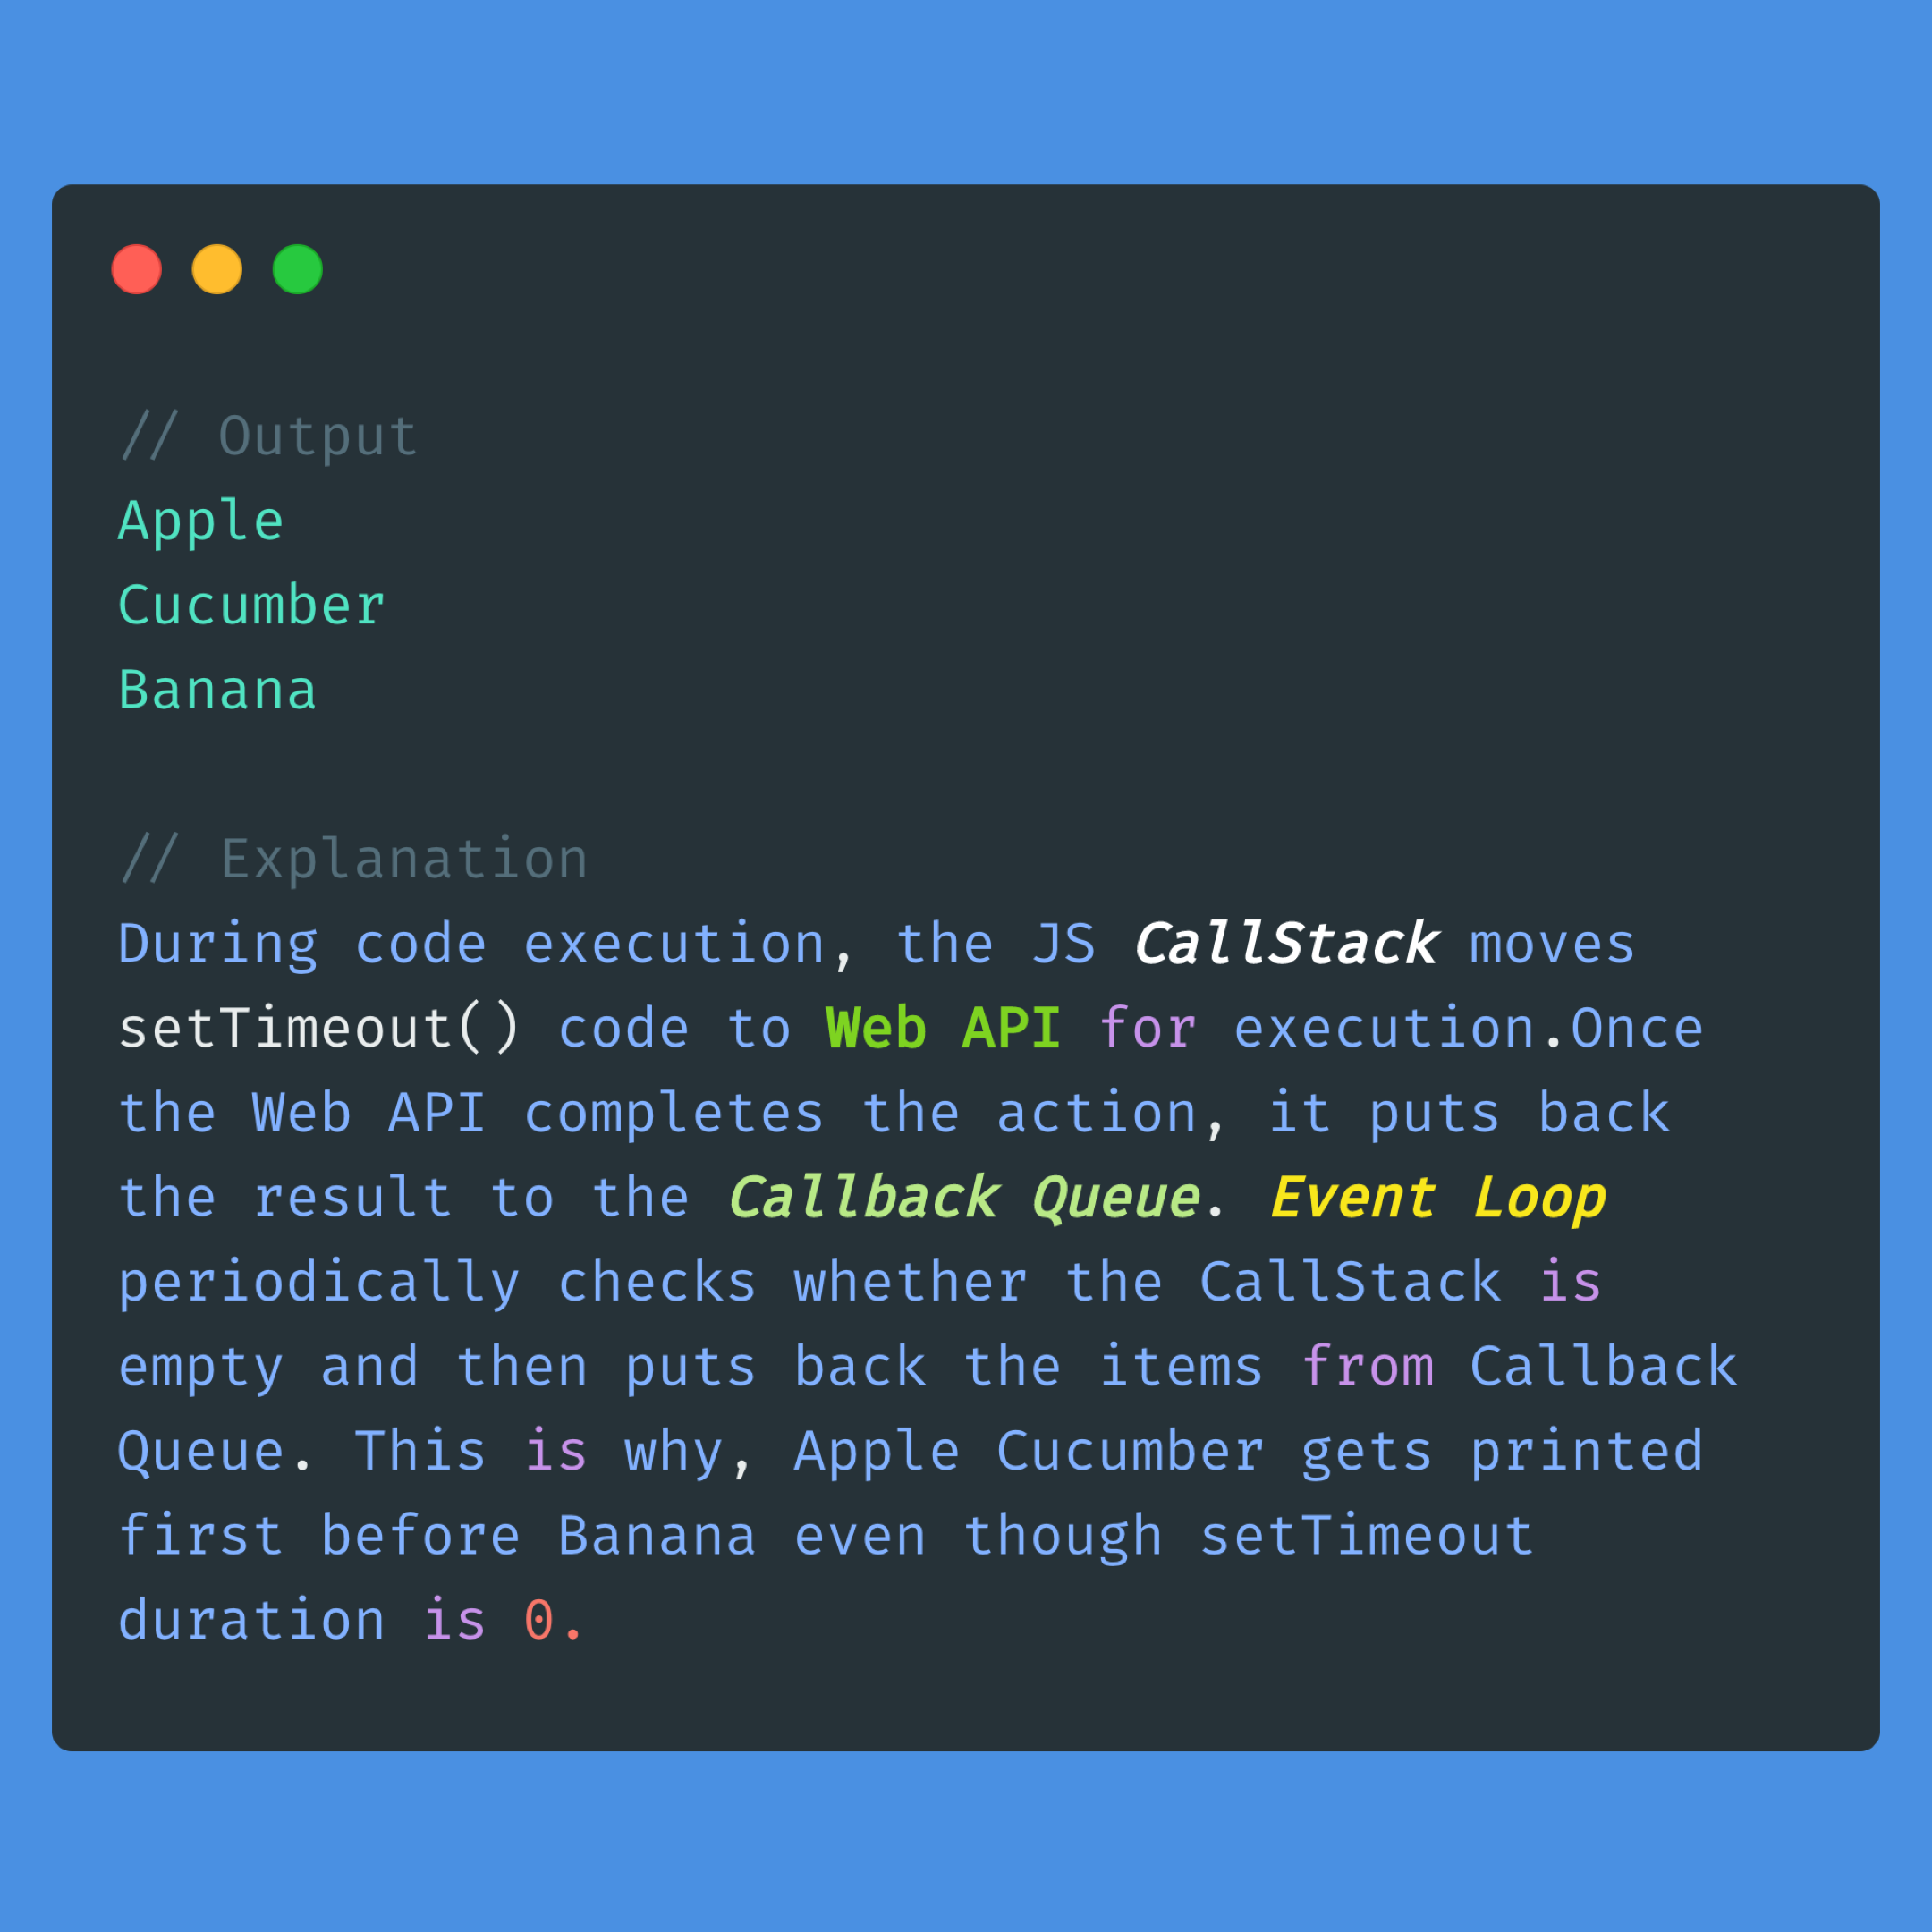 // Output
Apple
Cucumber
Banana
// Explanation
During code execution, the JS CallStack moves
setTimeout() code to Web API for execution.Once
the Web API completes the action, it puts back
the result to the Callback Queue. Event Loop
periodically checks whether the CallStack is
empty and then puts back the items from Callback
Queue. This is why, Apple Cucumber gets printed
first before Banana even though setTimeout
duration is 0.